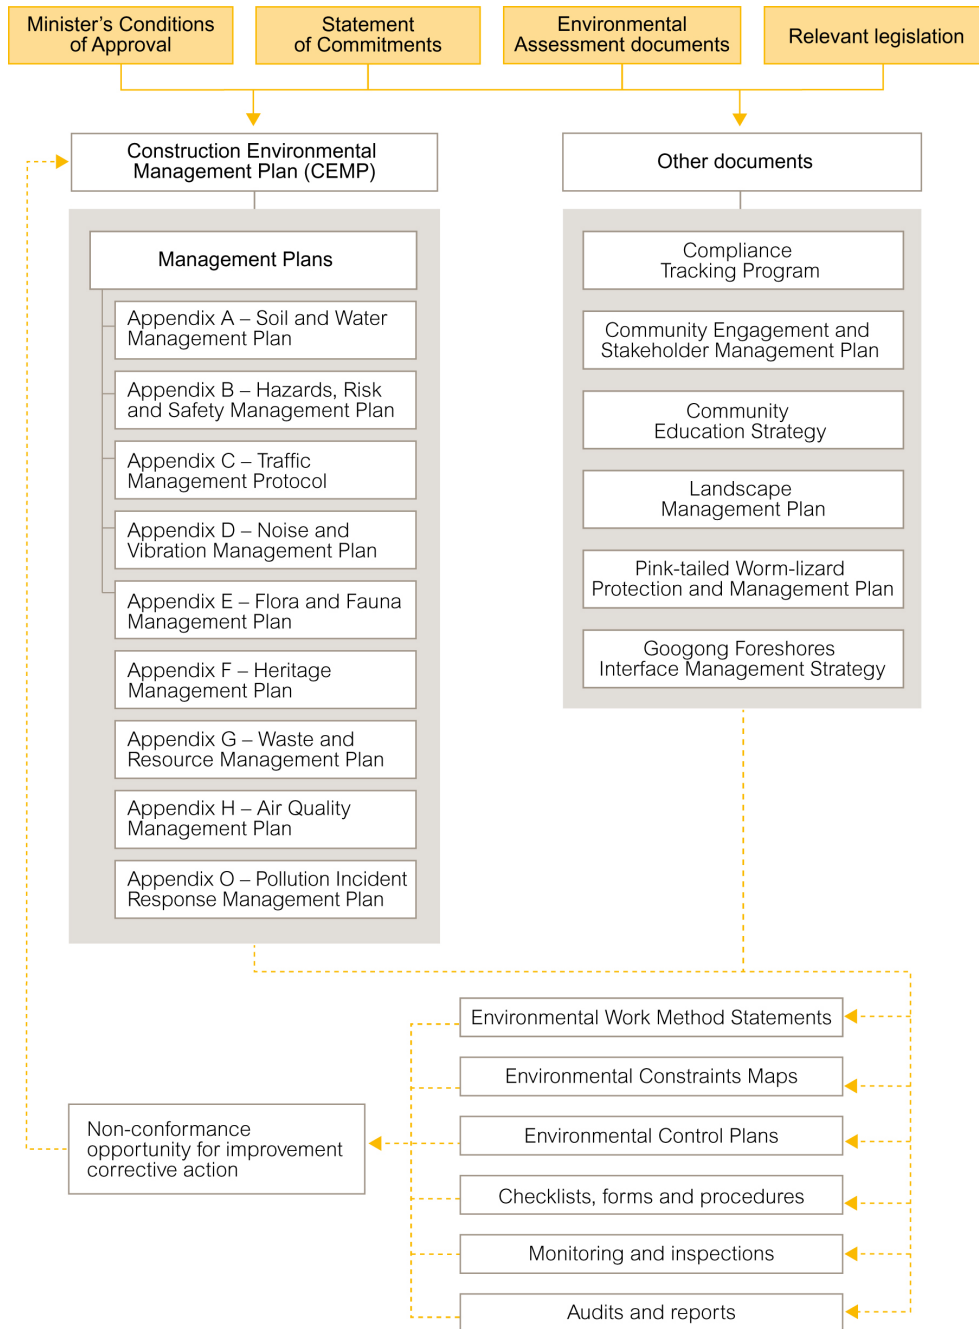 Minister’s Conditions
of Approval
Statement
of Commitments
Environmental
Assessment documents
Relevant legislation
Construction Environmental
Management Plan (CEMP)
Other documents
Management Plans
Appendix A – Soil and Water
Management Plan
Appendix B – Hazards, Risk
and Safety Management Plan
Appendix C – Traffic
Management Protocol
Appendix D – Noise and
Vibration Management Plan
Appendix E – Flora and Fauna
Management Plan
Appendix F – Heritage
Management Plan
Appendix G – Waste and
Resource Management Plan
Appendix H – Air Quality
Management Plan
Appendix O – Pollution Incident
Response Management Plan
Compliance
Tracking Program
Community Engagement and
Stakeholder Management Plan
Community
Education Strategy
Landscape
Management Plan
Pink-tailed Worm-lizard
Protection and Management Plan
Googong Foreshores
Interface Management Strategy
Environmental Work Method Statements
Environmental Constraints Maps
Environmental Control Plans
Checklists, forms and procedures
Monitoring and inspections
Audits and reports
Non-conformance
opportunity for improvement
corrective action